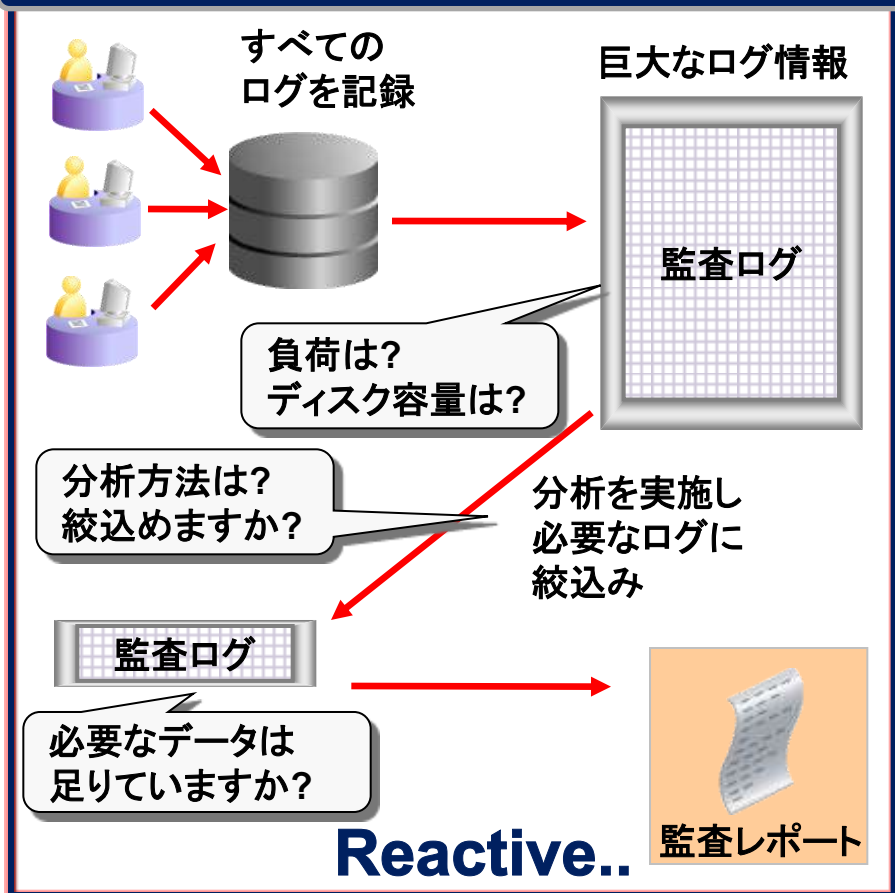 すべての
ログを記録
巨大なログ情報
監査ログ
負荷は?
ディスク容量は?
分析方法は?
絞込めますか?
分析を実施し
必要なログに
絞込み
監査ログ
必要なデータは
足りていますか?
監査レポート
Reactive..